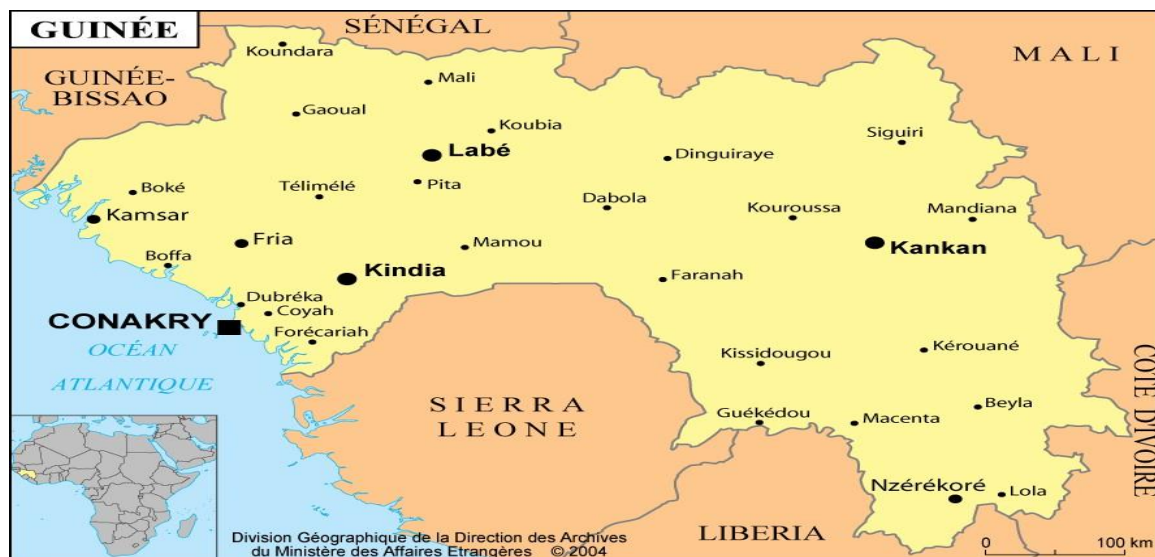 GUINÉE
SÉNÉGAL
MALI
GUINÉE-
BISSAO
Koundara
Mali
Gaoual
Koubia
Siguiri
Labé
Dinguiraye
Boké
Télimélé
Pita
Dabola
Kouroussa
Mandiana
Kamsar
Fria
Mamou
Kankan
Boffa
Kindia
Faranah
Dubréka
Coyah
CONAKRY
Forécariah
OCÉAN
ATLANTIQUE
Kissidougou
Kérouané
SIERRA
LEONE
Guékédou
Macenta
Beyla
CÔTE D'IVOIRE
Nzérékoré
Lola
LIBERIA
Division Géographique de la Direction des Archives
du Ministère des Affaires Etrangères © 2004
0 100 km